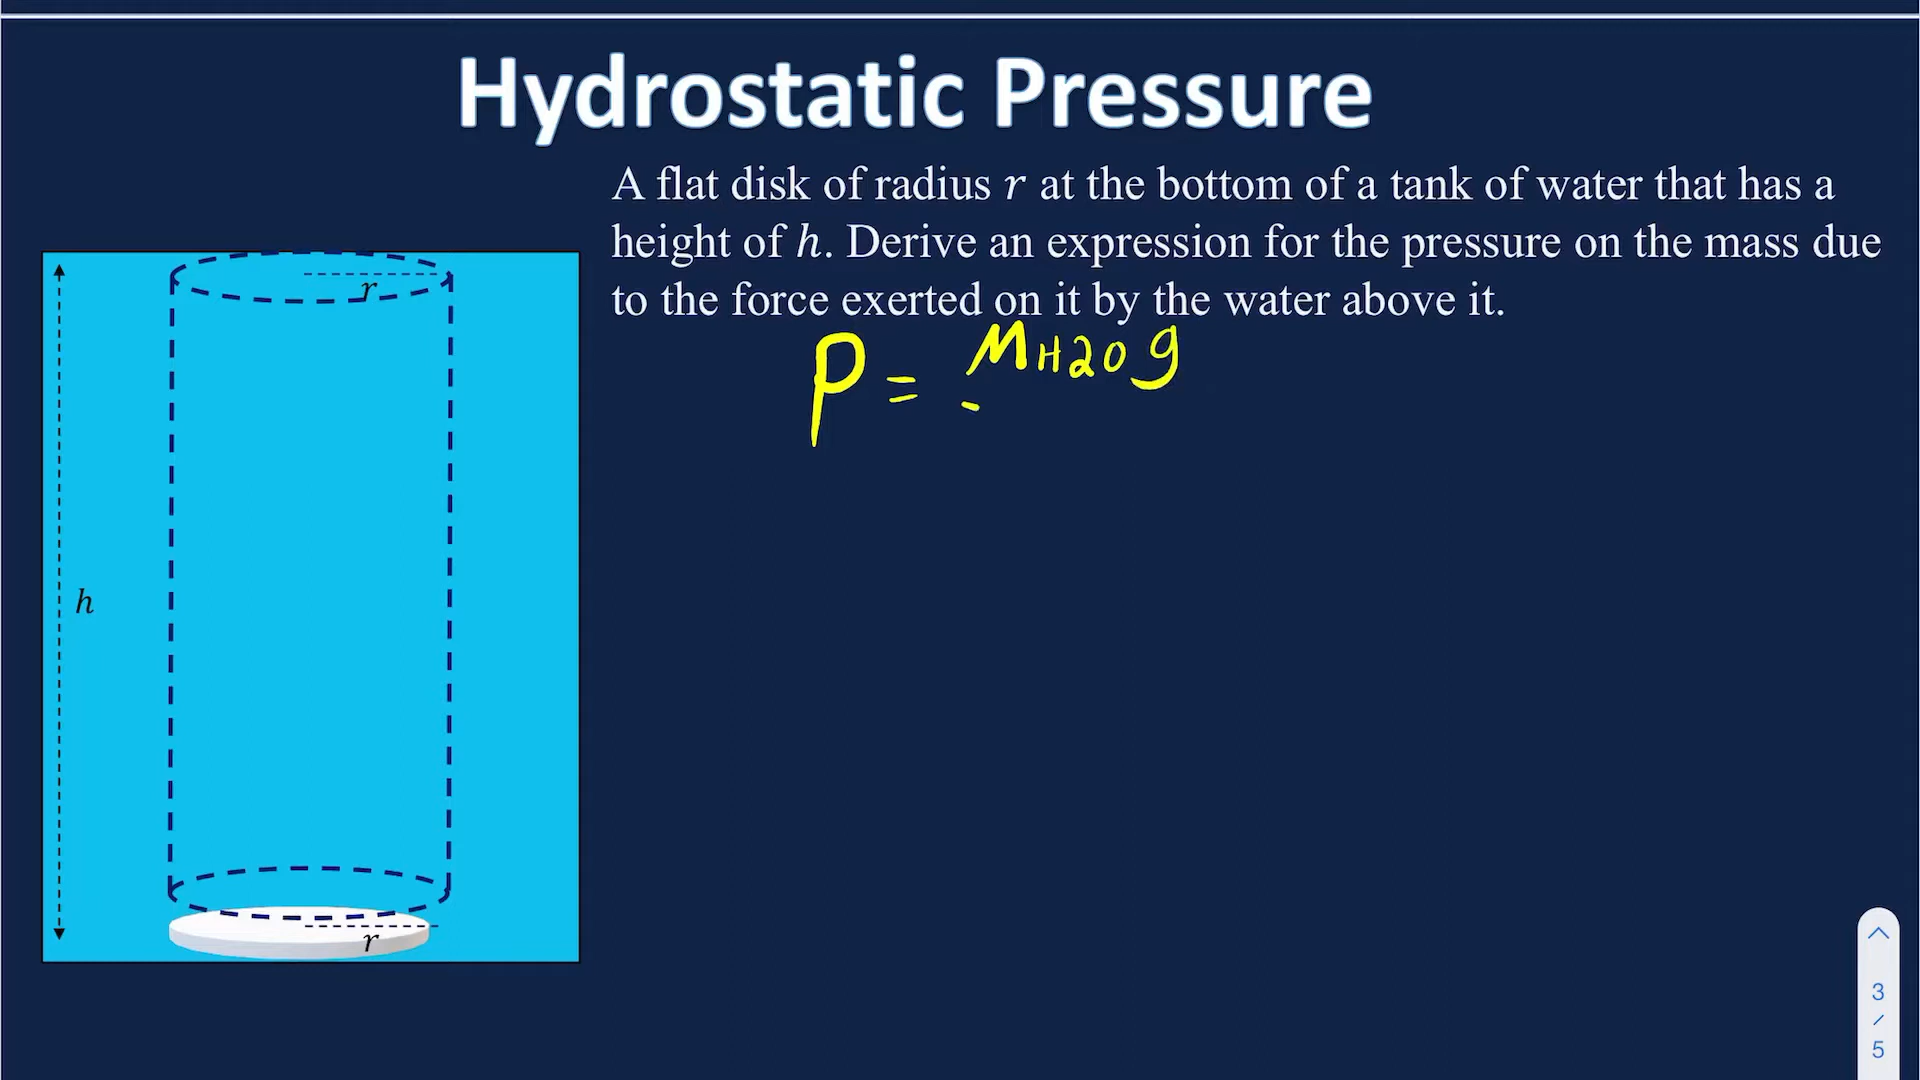 Hydrostatic Pressure
A flat disk of radius r at the bottom of a tank of water that has a
height of h. Derive an expression for the pressure on the mass due
to the force exerted on it by the water above it.
P = MH2O g
r
h
r
3
/
5